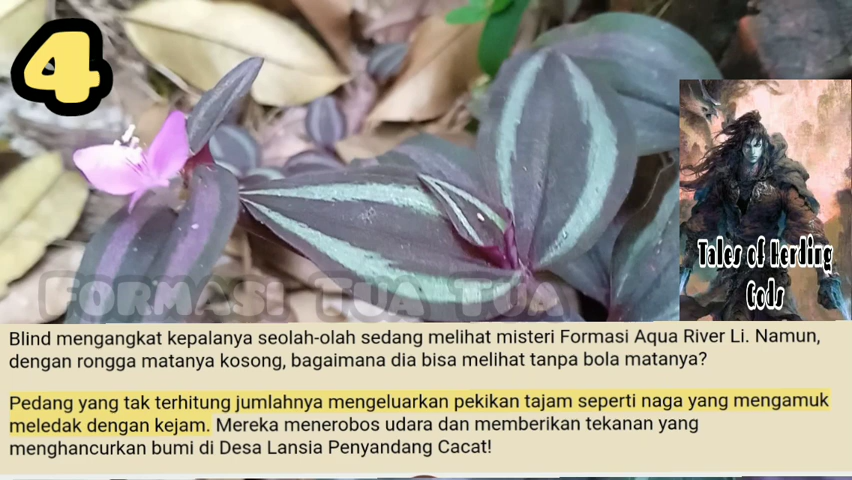 4
Tales of Herding
Gods
Formasi Tua Tua
Blind mengangkat kepalanya seolah-olah sedang melihat misteri Formasi Aqua River Li. Namun,
dengan rongga matanya kosong, bagaimana dia bisa melihat tanpa bola matanya?
Pedang yang tak terhitung jumlahnya mengeluarkan pekikan tajam seperti naga yang mengamuk
meledak dengan kejam. Mereka menerobos udara dan memberikan tekanan yang
menghancurkan bumi di Desa Lansia Penyandang Cacat!